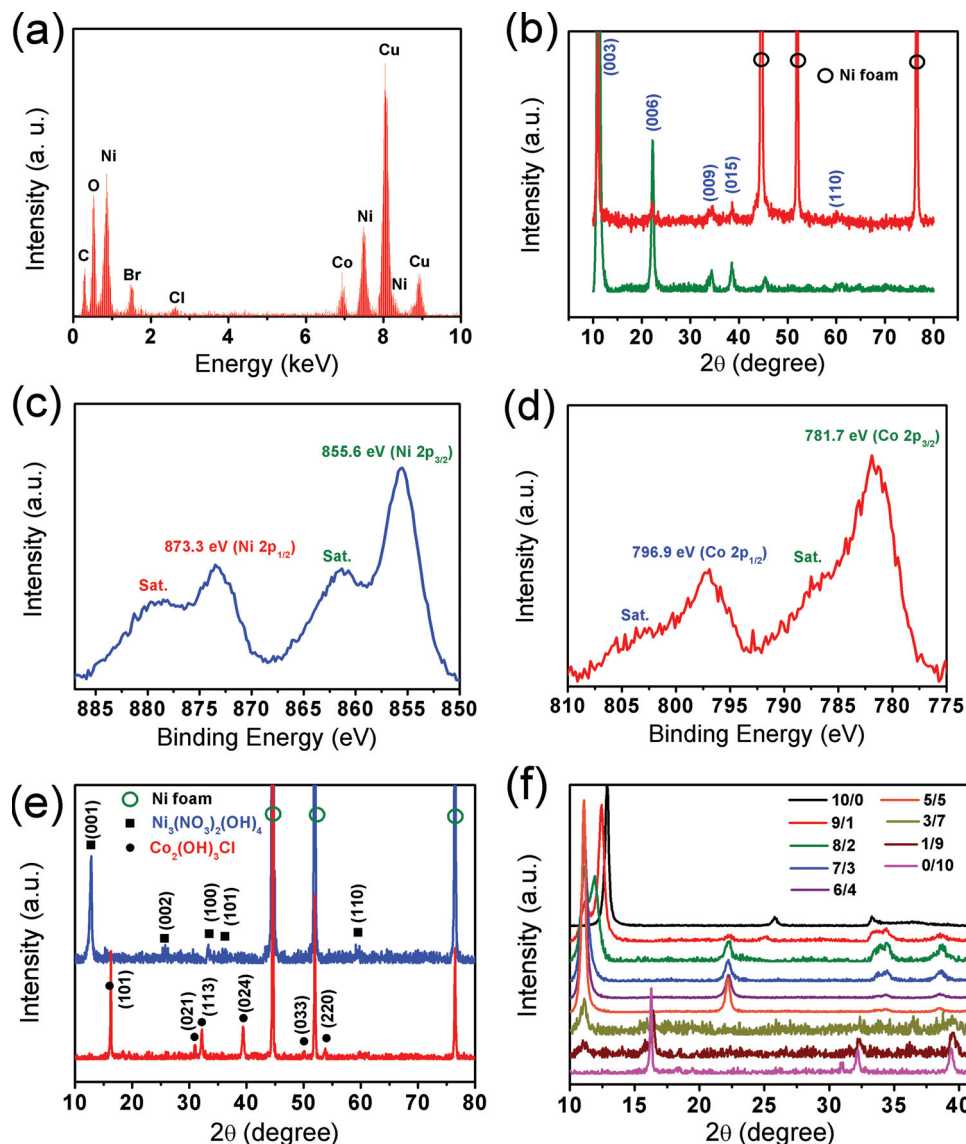 (a)
Intensity (a. u.)
C
O
Ni
Br
Cl
Co
Ni
Cu
Ni
Cu
0 2 4 6 8 10
Energy (keV)
(b)
Intensity (a.u.)
(003)
(006)
(009)
(015)
(110)
Ni foam
10 20 30 40 50 60 70 80
2θ (degree)
(c)
Intensity (a.u.)
855.6 eV (Ni 2p3/2)
873.3 eV (Ni 2p1/2)
Sat.
Sat.
885 880 875 870 865 860 855 850
Binding Energy (eV)
(d)
Intensity (a.u.)
781.7 eV (Co 2p3/2)
796.9 eV (Co 2p1/2)
Sat.
Sat.
810 805 800 795 790 785 780 775
Binding Energy (eV)
(e)
Intensity (a.u.)
Ni foam
Ni3(NO3)2(OH)4
Co2(OH)3Cl
(001)
(002)
(100)
(101)
(110)
(101)
(021)
(113)
(024)
(033)
(220)
10 20 30 40 50 60 70 80
2θ (degree)
(f)
Intensity (a.u.)
10/0
9/1
8/2
7/3
6/4
5/5
3/7
1/9
0/10
10 15 20 25 30 35 40
2θ (degree)